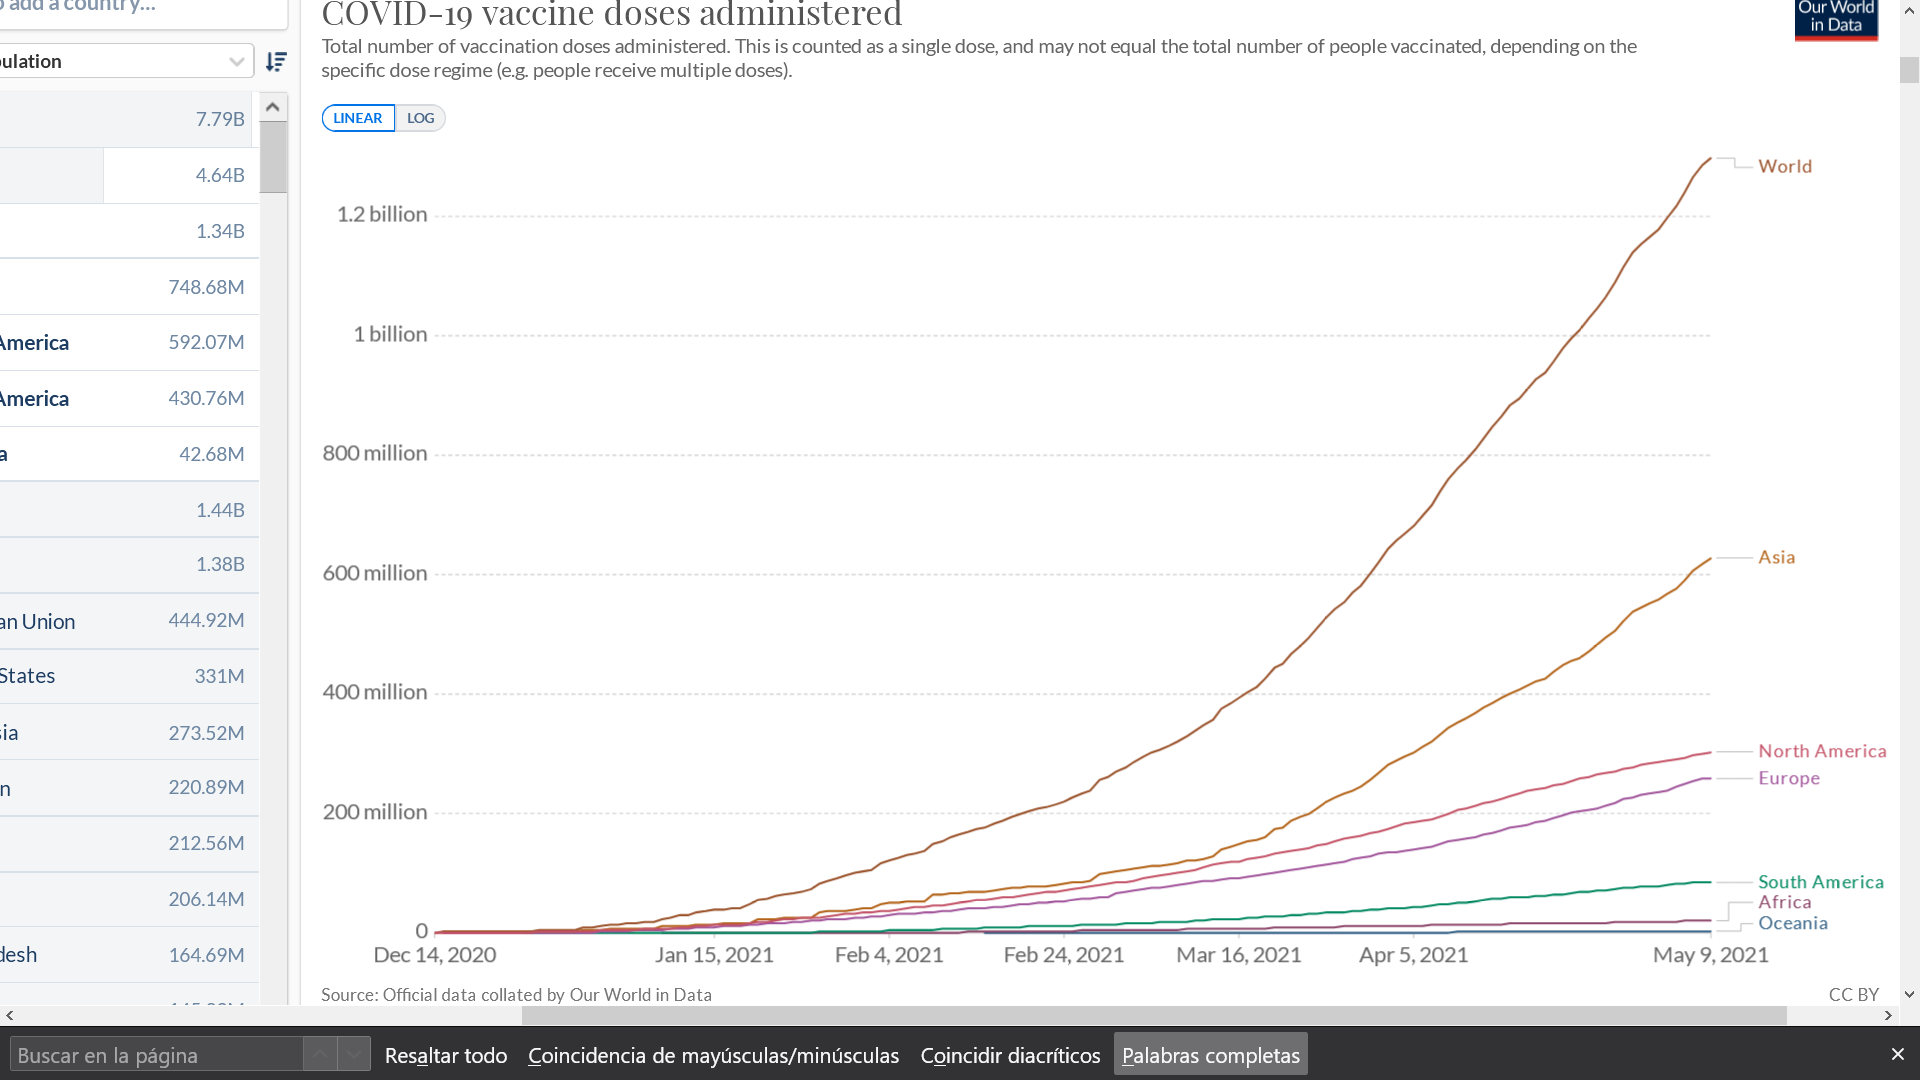 add a country...
COVID-19 vaccine doses administered
Our World
in Data
Total number of vaccination doses administered. This is counted as a single dose, and may not equal the total number of people vaccinated, depending on the
specific dose regime (e.g. people receive multiple doses).
ulation
LINEAR
LOG
7.79B
4.64B
1.34B
748.68M
America 592.07M
America 430.76M
a 42.68M
1.44B
1.38B
an Union 444.92M
States 331M
sia 273.52M
n 220.89M
212.56M
206.14M
desh 164.69M
1.2 billion
1 billion
800 million
600 million
400 million
200 million
0
World
Asia
North America
Europe
South America
Africa
Oceania
Dec 14, 2020
Jan 15, 2021
Feb 4, 2021
Feb 24, 2021
Mar 16, 2021
Apr 5, 2021
May 9, 2021
Source: Official data collated by Our World in Data
CC BY
Buscar en la página
Resaltar todo
Coincidencia de mayúsculas/minúsculas
Coincidir diacríticos
Palabras completas